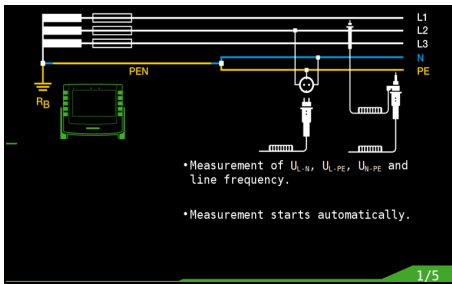 L1
L2
L3
N
PEN
PE
RB
•Measurement of UL-N, UL-PE, UN-PE and
line frequency.
•Measurement starts automatically.
1/5